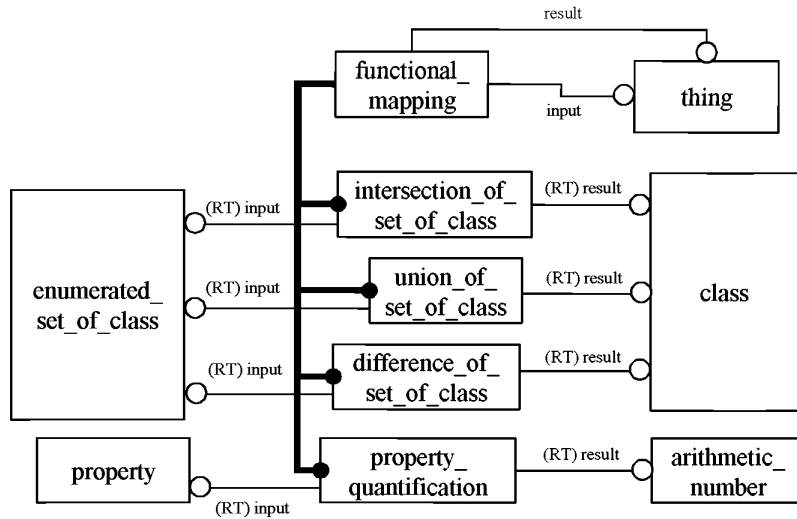 result
functional_
mapping
thing
input
intersection_of_
set_of_class
(RT) result
(RT) input
enumerated_
set_of_class
(RT) input
union_of_
set_of_class
(RT) result
class
(RT) input
difference_of_
set_of_class
(RT) result
property
property_
quantification
(RT) result
arithmetic_
number
(RT) input